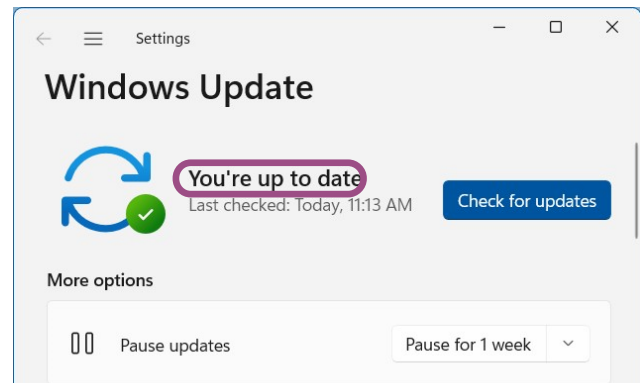 Settings
Windows Update
You're up to date
Last checked: Today, 11:13 AM
Check for updates
More options
Pause updates
Pause for 1 week